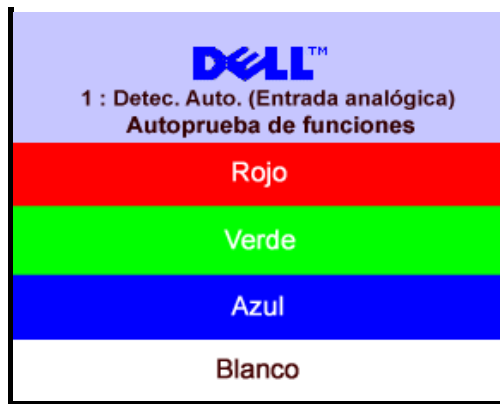 DELL™
1 : Detec. Auto. (Entrada analógica)
Autoprueba de funciones
Rojo
Verde
Azul
Blanco